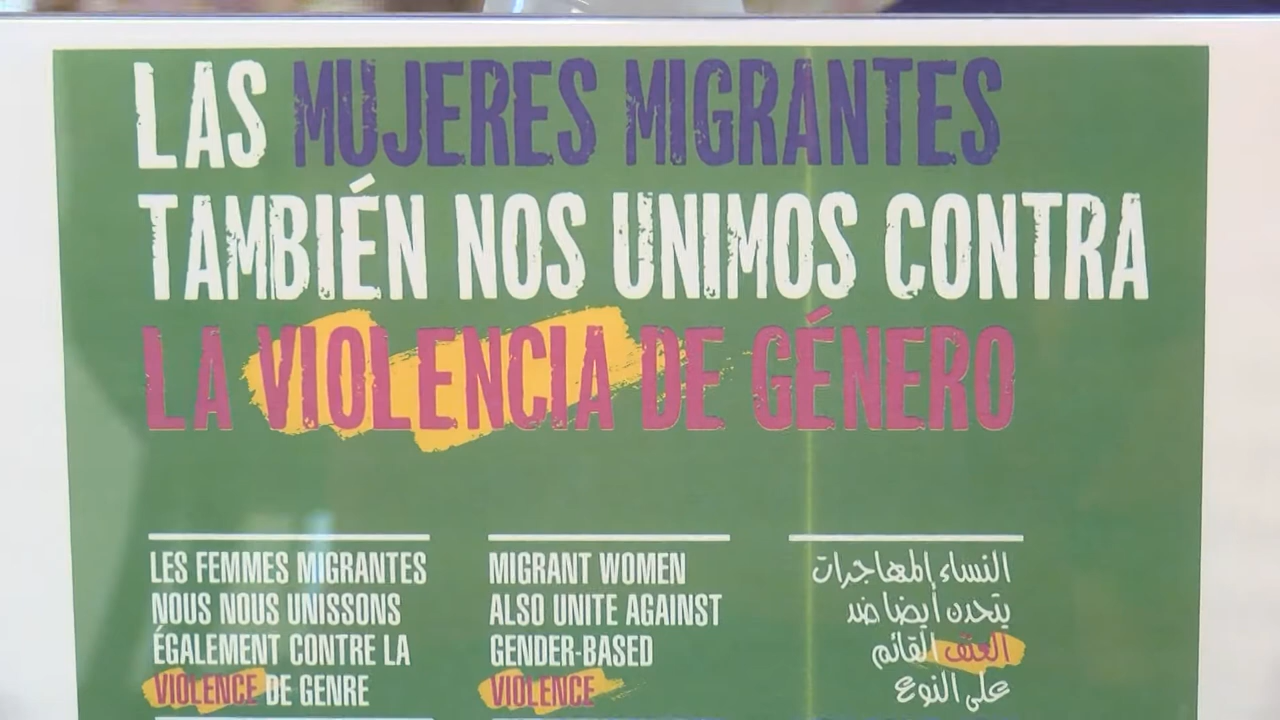 LAS MUJERES MIGRANTES
TAMBIÉN NOS UNIMOS CONTRA
LA VIOLENCIA DE GÉNERO
LES FEMMES MIGRANTES
NOUS NOUS UNISSONS
ÉGALEMENT CONTRE LA
VIOLENCE DE GENRE
MIGRANT WOMEN
ALSO UNITE AGAINST
GENDER-BASED
VIOLENCE
النساء المهاجرات
يتحدن أيضا ضد
العنف القائم
على النوع